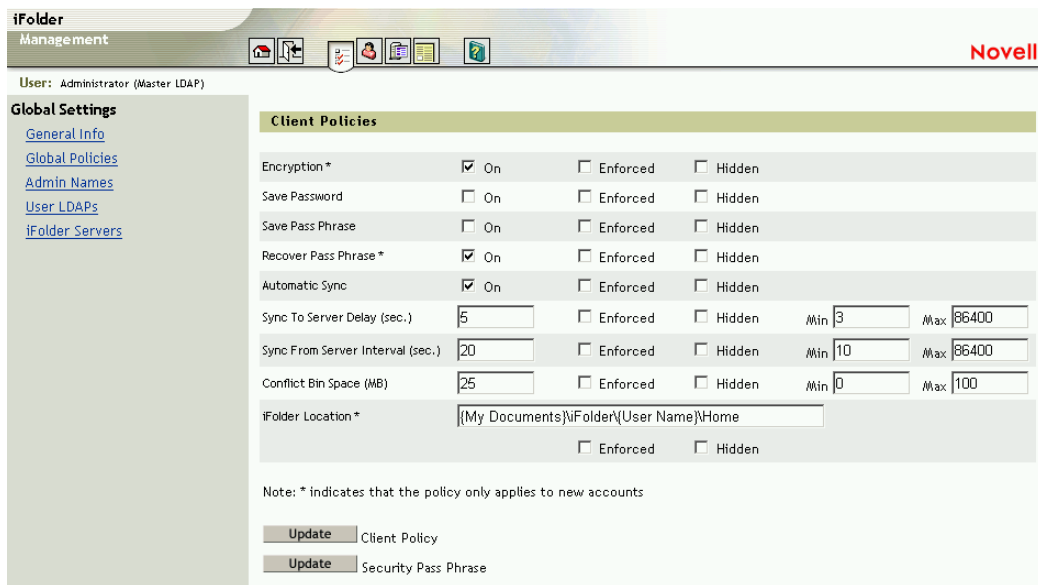 iFolder
Management
Novell
User: Administrator (Master LDAP)
Global Settings
General Info
Global Policies
Admin Names
User LDAPs
iFolder Servers
Client Policies
Encryption * On Enforced Hidden
Save Password On Enforced Hidden
Save Pass Phrase On Enforced Hidden
Recover Pass Phrase * On Enforced Hidden
Automatic Sync On Enforced Hidden
Sync To Server Delay (sec.) 5 Enforced Hidden Min 3 Max 86400
Sync From Server Interval (sec.) 20 Enforced Hidden Min 10 Max 86400
Conflict Bin Space (MB) 25 Enforced Hidden Min 0 Max 100
iFolder Location * {My Documents}\iFolder\{User Name}\Home
Enforced Hidden
Note: * indicates that the policy only applies to new accounts
Update Client Policy
Update Security Pass Phrase